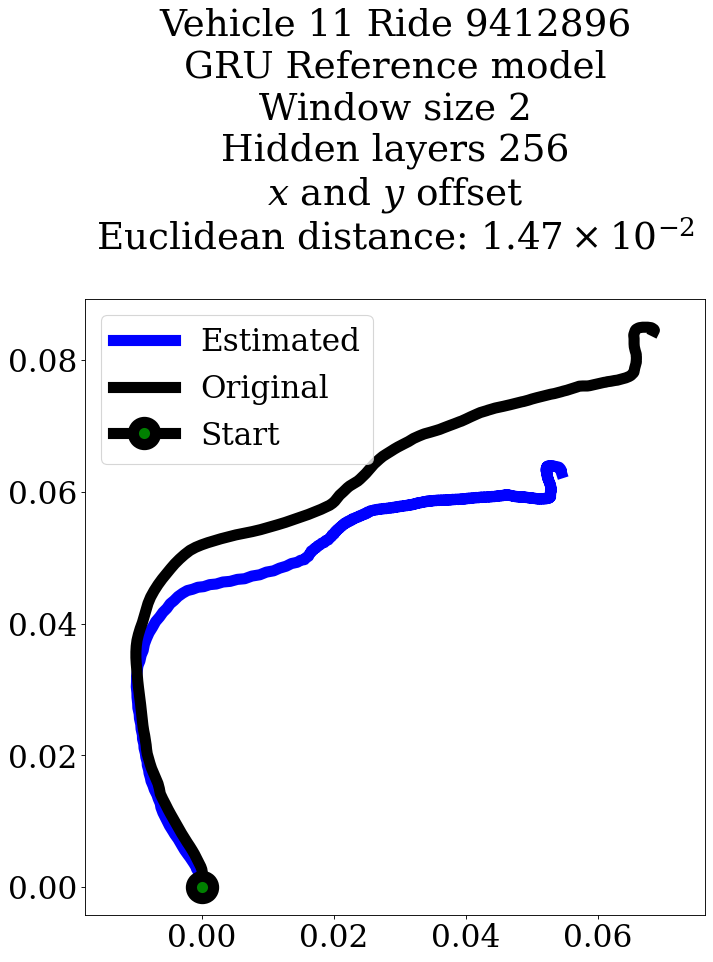 Vehicle 11 Ride 9412896
GRU Reference model
Window size 2
Hidden layers 256
x and y offset
Euclidean distance: 1.47 × 10⁻²
Estimated
Original
Start
0.08
0.06
0.04
0.02
0.00
0.00 0.02 0.04 0.06